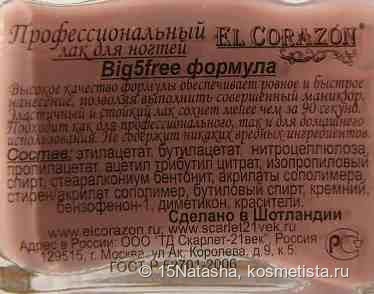 Профессиональный
лак для ногтей
EL CORAZON®
Big5free формула
Высокое качество формулы обеспечивает ровное и быстрое
нанесение, позволяя выполнить совершенный маникюр.
Эластичный и стойкий лак, сохнет менее чем за 90 секунд.
Подходит как для профессионального, так и для домашнего
использования. Не содержит никаких вредных ингредиентов.
Состав: этилацетат, бутилацетат, нитроцеллюлоза,
пропилацетат, ацетил трибутил цитрат, изопропиловый
спирт, стеаралкониум бентонит, акрилаты сополимера,
стирен/акрилат сополимер, бутиловый спирт, кремний,
бензофенон-1, диметикон, красители.
Сделано в Шотландии
www.elcorazon.ru; www.scarlet21vek.ru
Адрес в России: ООО "ТД Скарлет-21век", Россия,
129515, г. Москва, ул Ак. Королева, д.9, к.5.
ГОСТ Р 52701-2006
© 15Natasha, kosmetista.ru